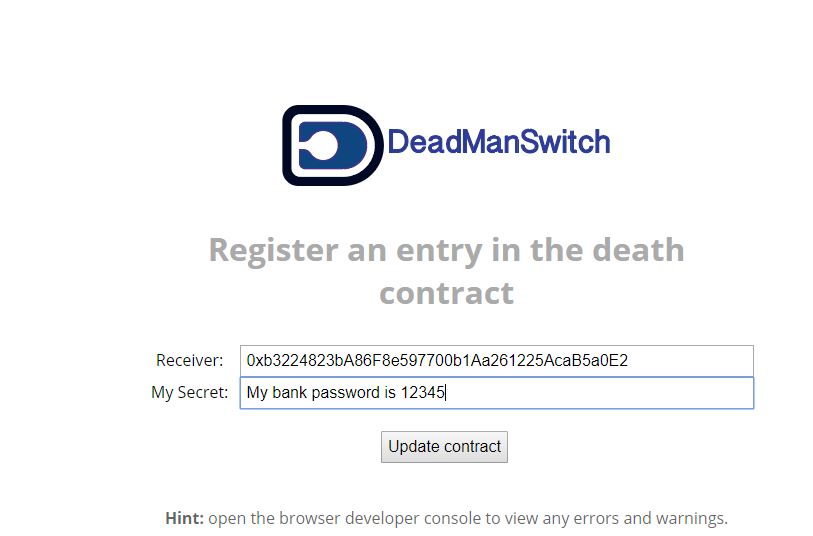 DeadManSwitch
Register an entry in the death
contract
Receiver: 0xb3224823bA86F8e597700b1Aa261225AcaB5a0E2
My Secret: My bank password is 12345
Update contract
Hint: open the browser developer console to view any errors and warnings.